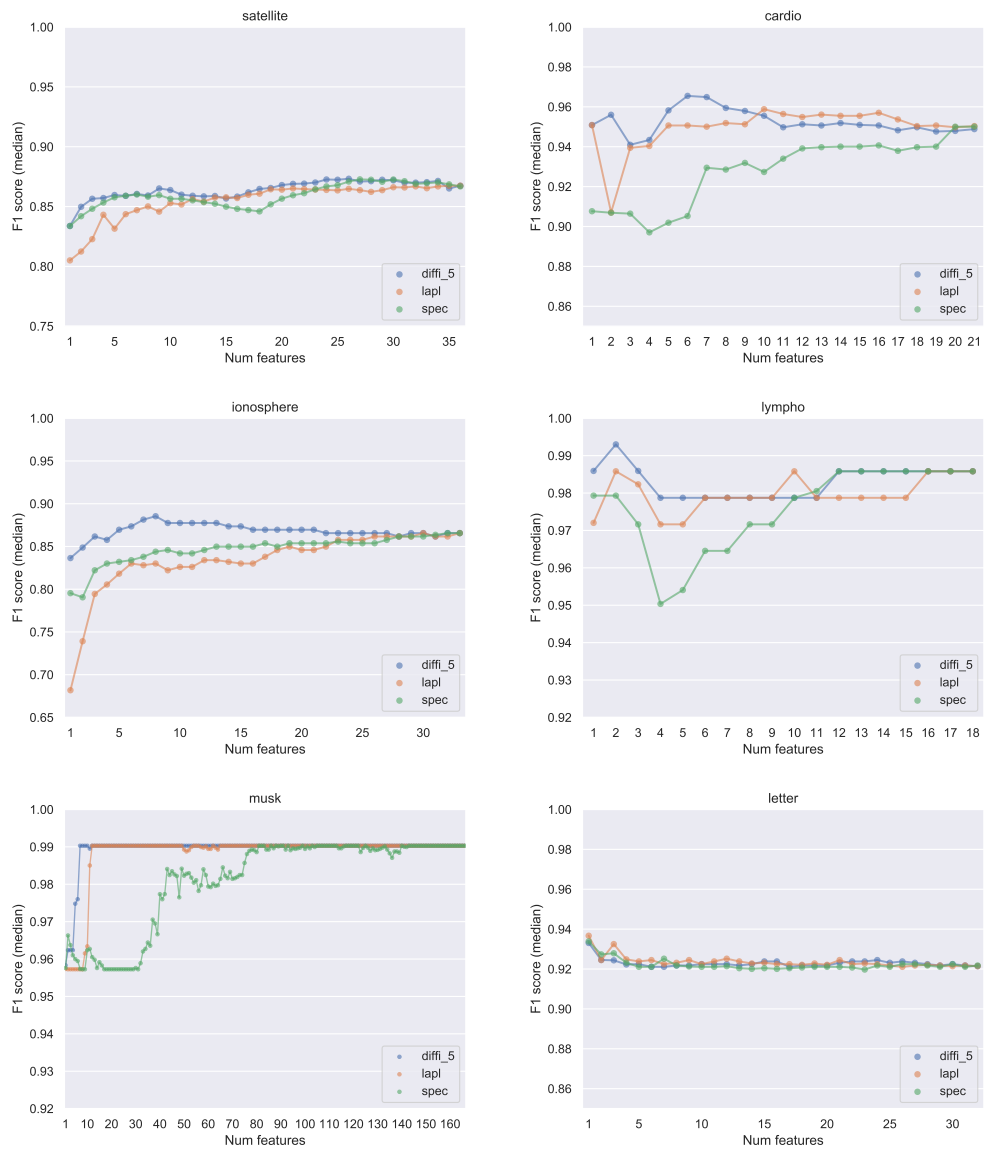 satellite
1.00
0.95
0.90
0.85
0.80
0.75
F1 score (median)
diffi_5
lapl
spec
1 5 10 15 20 25 30 35
Num features
cardio
1.00
0.98
0.96
0.94
0.92
0.90
0.88
0.86
F1 score (median)
diffi_5
lapl
spec
1 2 3 4 5 6 7 8 9 10 11 12 13 14 15 16 17 18 19 20 21
Num features
ionosphere
1.00
0.95
0.90
0.85
0.80
0.75
0.70
0.65
F1 score (median)
diffi_5
lapl
spec
1 5 10 15 20 25 30
Num features
lympho
1.00
0.99
0.98
0.97
0.96
0.95
0.94
0.93
0.92
F1 score (median)
diffi_5
lapl
spec
1 2 3 4 5 6 7 8 9 10 11 12 13 14 15 16 17 18
Num features
musk
1.00
0.99
0.98
0.97
0.96
0.95
0.94
0.93
0.92
F1 score (median)
diffi_5
lapl
spec
1 10 20 30 40 50 60 70 80 90 100 110 120 130 140 150 160
Num features
letter
1.00
0.98
0.96
0.94
0.92
0.90
0.88
0.86
F1 score (median)
diffi_5
lapl
spec
1 5 10 15 20 25 30
Num features